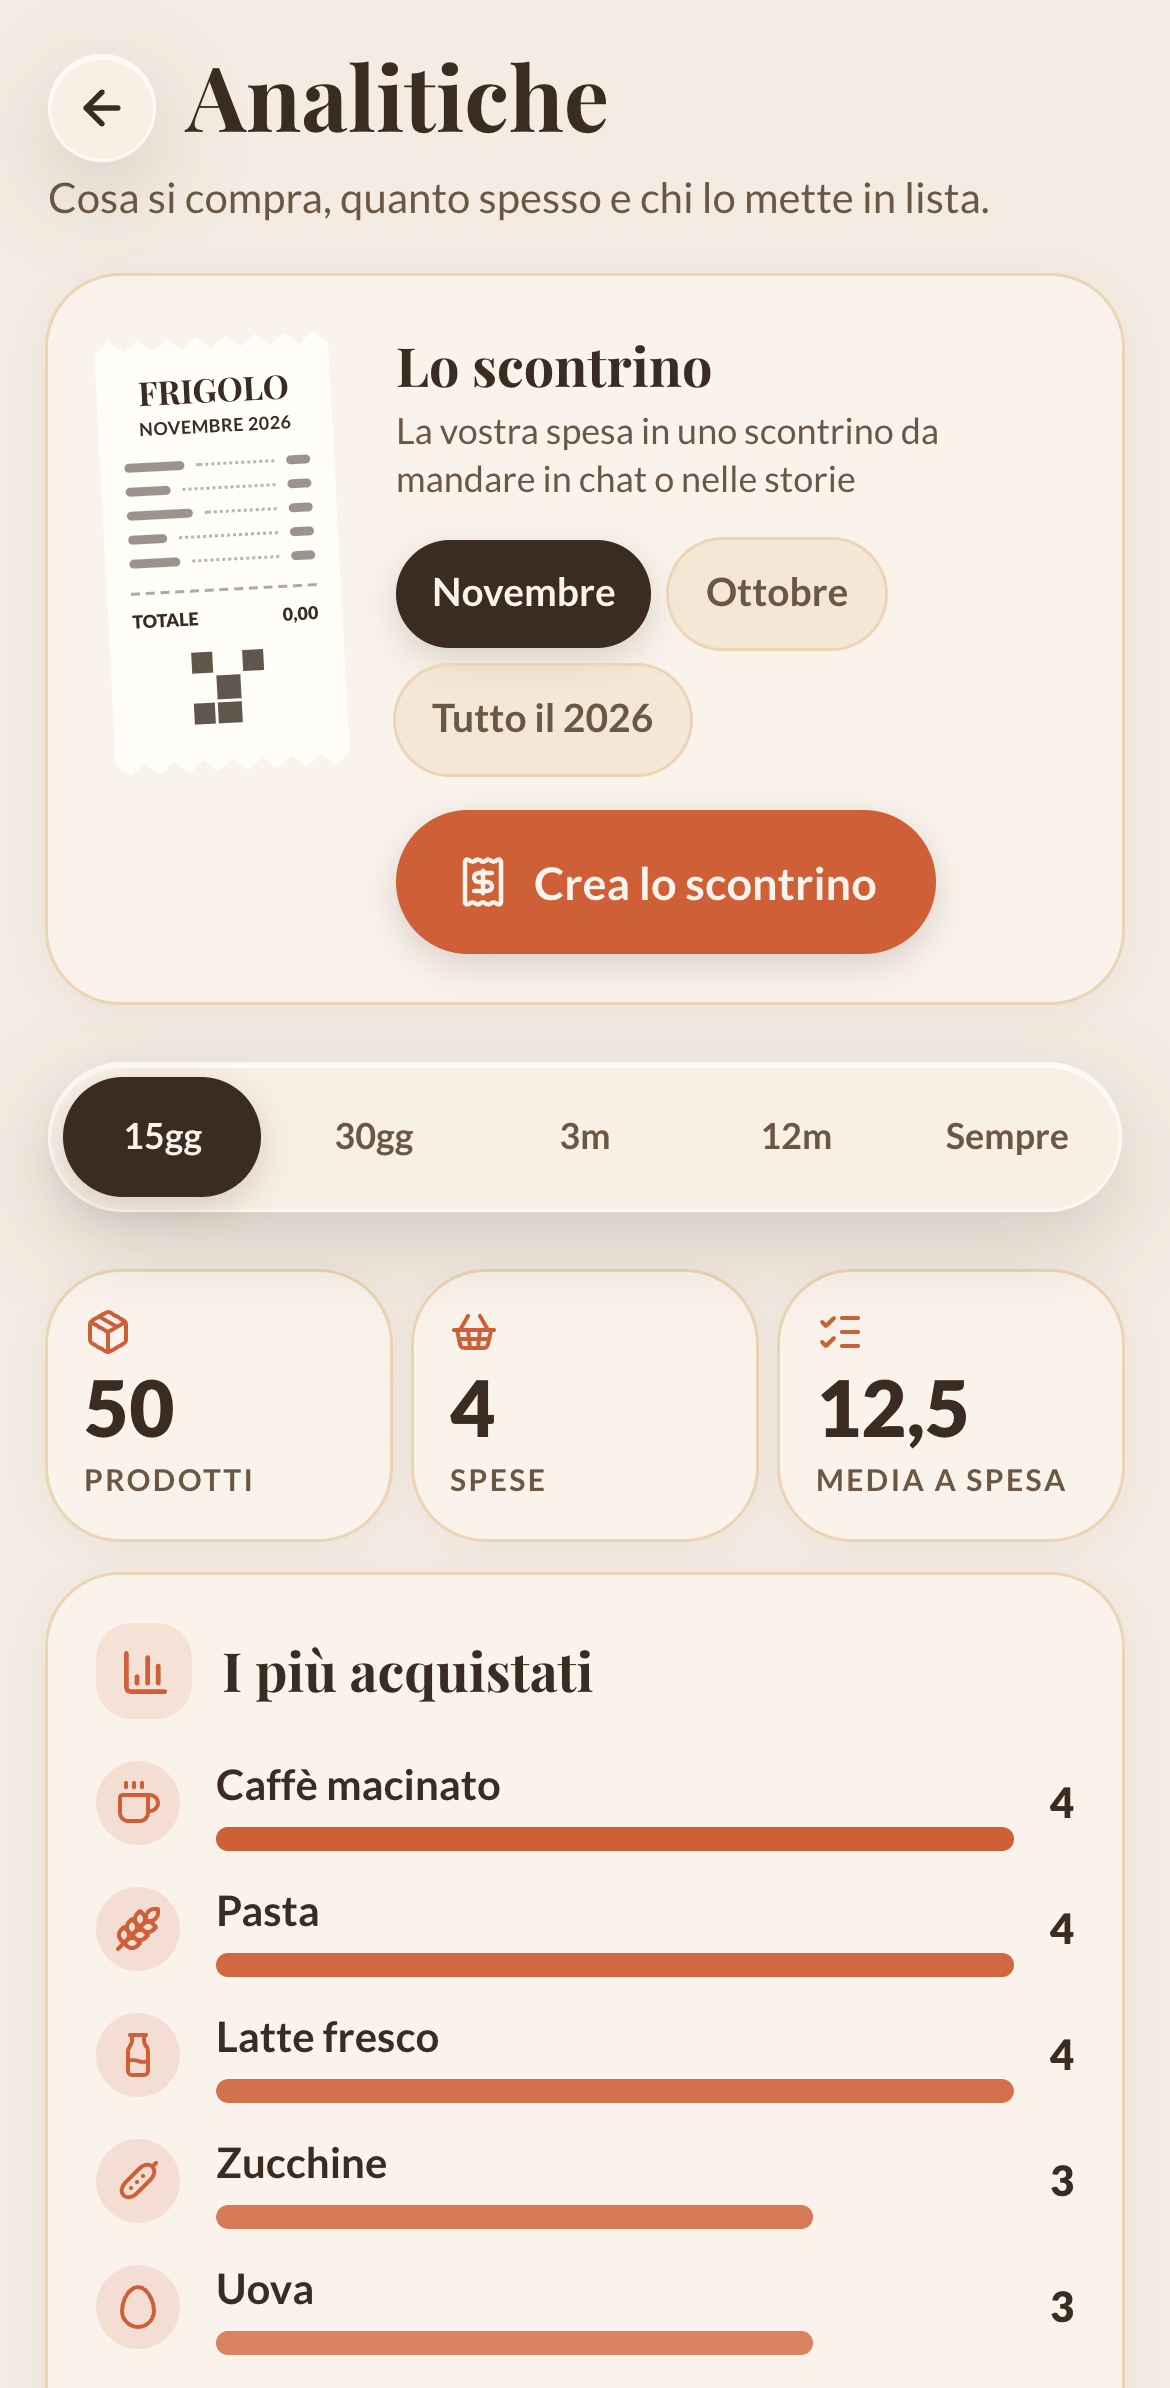 Analitiche
Cosa si compra, quanto spesso e chi lo mette in lista.
FRIGOLO
NOVEMBRE 2026
TOTALE 0,00
Lo scontrino
La vostra spesa in uno scontrino da
mandare in chat o nelle storie
Novembre Ottobre
Tutto il 2026
Crea lo scontrino
15gg 30gg 3m 12m Sempre
50
PRODOTTI
4
SPESE
12,5
MEDIA A SPESA
I più acquistati
Caffè macinato 4
Pasta 4
Latte fresco 4
Zucchine 3
Uova 3